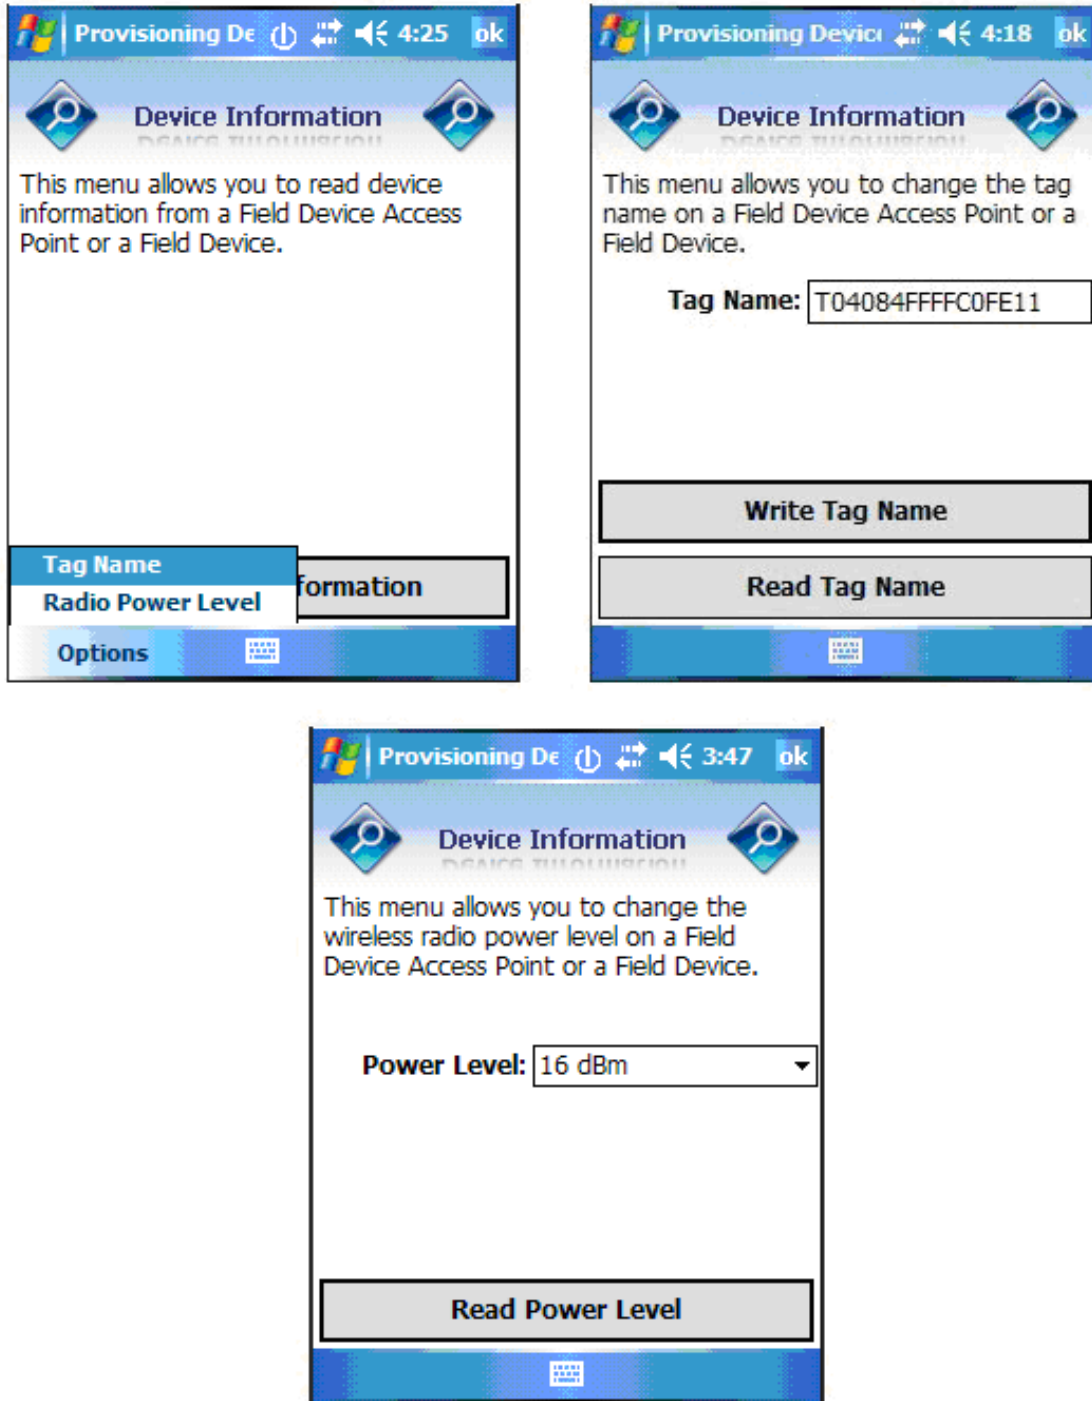 Provisioning De 4:25 ok
Device Information
This menu allows you to read device
information from a Field Device Access
Point or a Field Device.
Tag Name
Radio Power Level
formation
Options
Provisioning Devic 4:18 ok
Device Information
This menu allows you to change the tag
name on a Field Device Access Point or a
Field Device.
Tag Name: T04084FFFFC0FE11
Write Tag Name
Read Tag Name
Provisioning De 3:47 ok
Device Information
This menu allows you to change the
wireless radio power level on a Field
Device Access Point or a Field Device.
Power Level: 16 dBm
Read Power Level